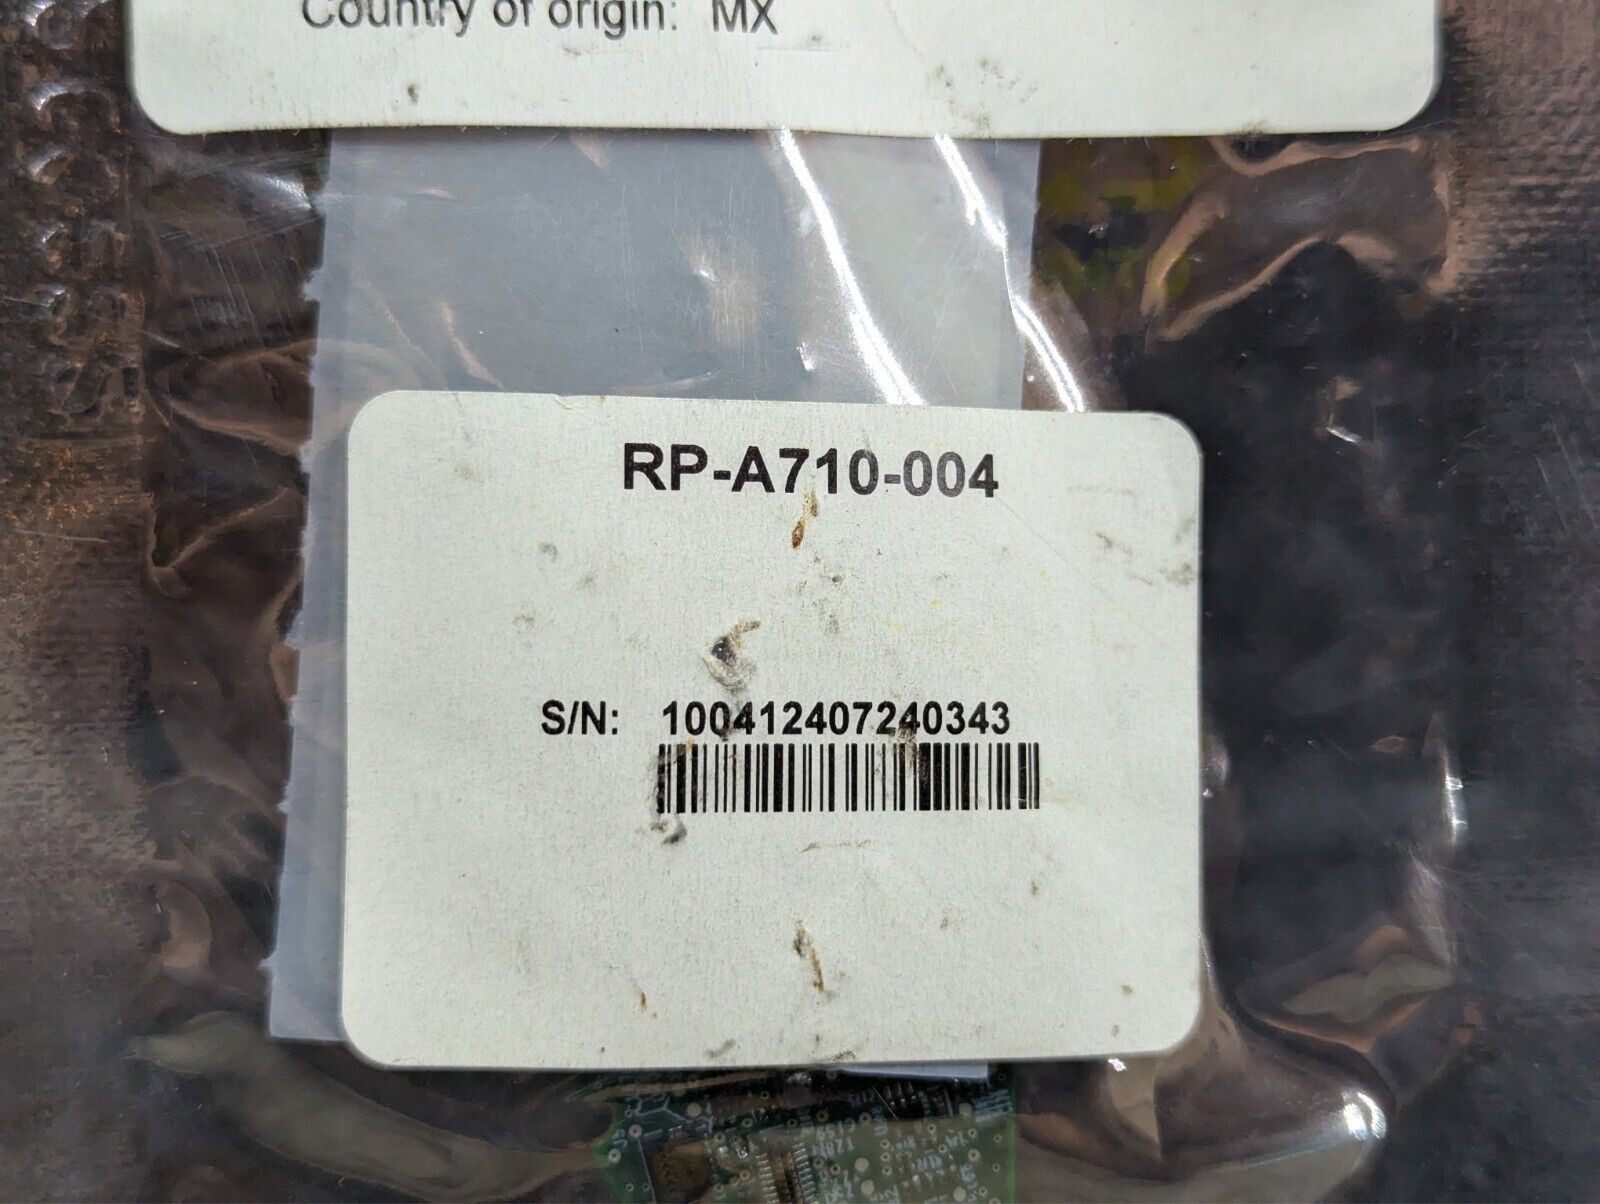 Country of origin: MX
RP-A710-004
S/N: 100412407240343